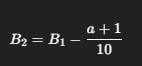 B₂ = B₁ − (a + 1)/10